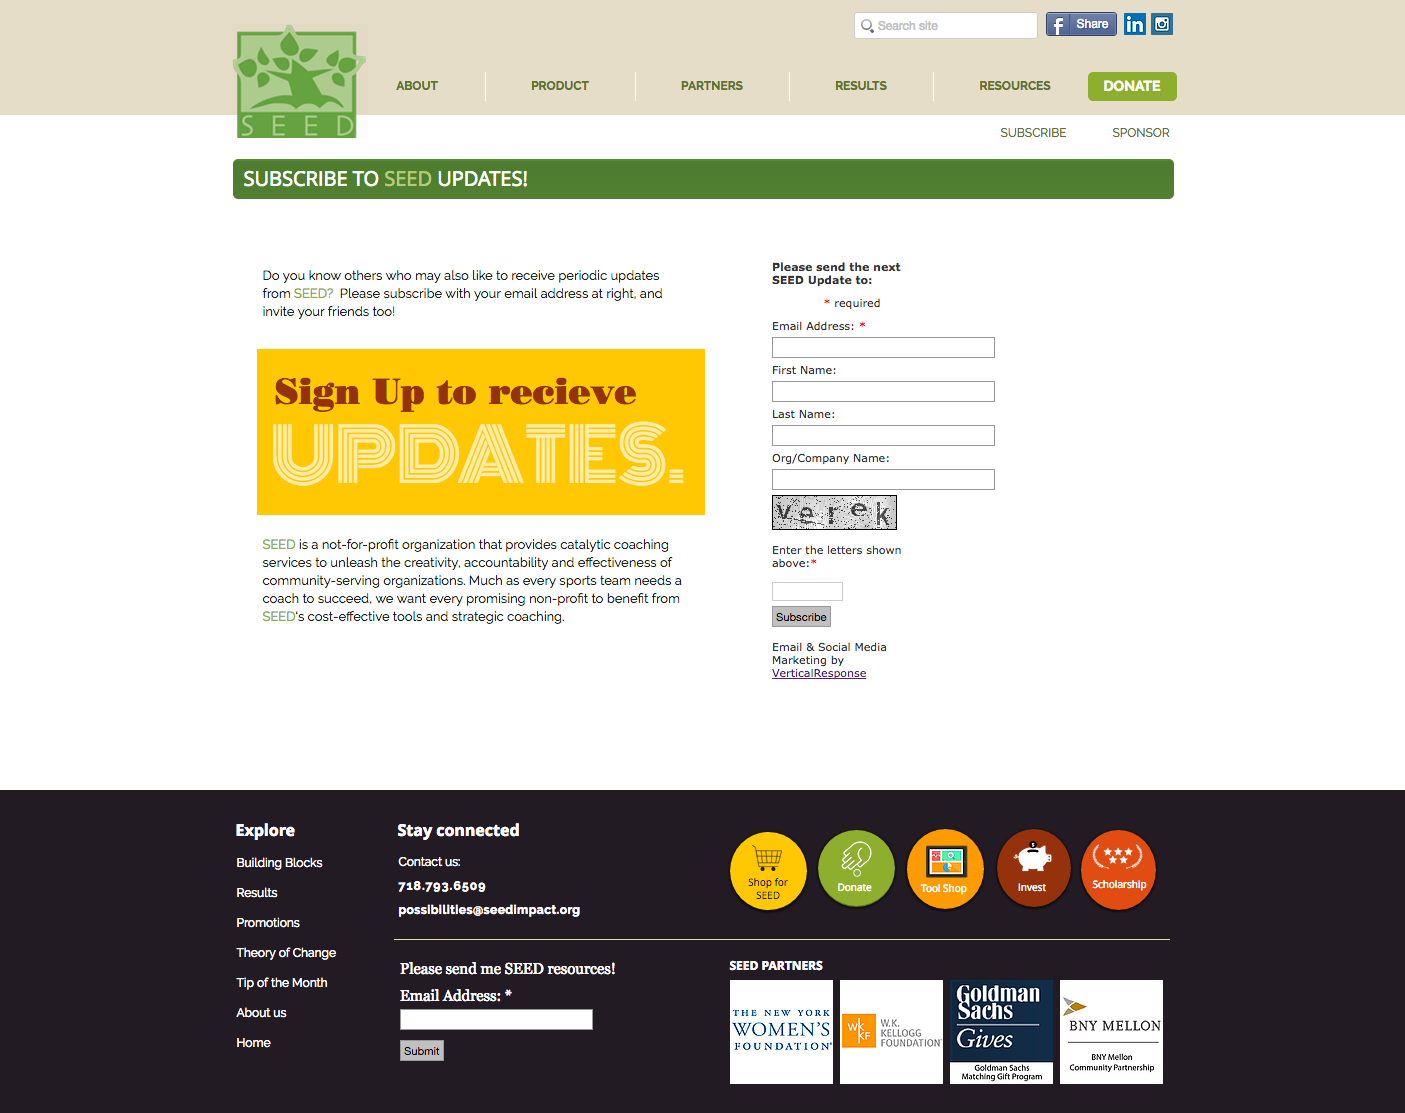 Search site
Share
in
SEED
ABOUT
PRODUCT
PARTNERS
RESULTS
RESOURCES
DONATE
SUBSCRIBE
SPONSOR
SUBSCRIBE TO SEED UPDATES!
Do you know others who may also like to receive periodic updates
from SEED?  Please subscribe with your email address at right, and
invite your friends too!
Sign Up to recieve
UPDATES.
SEED is a not-for-profit organization that provides catalytic coaching
services to unleash the creativity, accountability and effectiveness of
community-serving organizations. Much as every sports team needs a
coach to succeed, we want every promising non-profit to benefit from
SEED's cost-effective tools and strategic coaching.
Please send the next
SEED Update to:
* required
Email Address: *
First Name:
Last Name:
Org/Company Name:
verek
Enter the letters shown
above:*
Subscribe
Email & Social Media
Marketing by
VerticalResponse
Explore
Building Blocks
Results
Promotions
Theory of Change
Tip of the Month
About us
Home
Stay connected
Contact us:
718.793.6509
possibilities@seedimpact.org
Shop for
SEED
Donate
Tool Shop
Invest
Scholarship
Please send me SEED resources!
Email Address: *
Submit
SEED PARTNERS
THE NEW YORK
WOMEN'S
FOUNDATION®
WKKF
W.K.
KELLOGG
FOUNDATION
Goldman
Sachs
Gives
Goldman Sachs
Matching Gift Program
BNY MELLON
BNY Mellon
Community Partnership